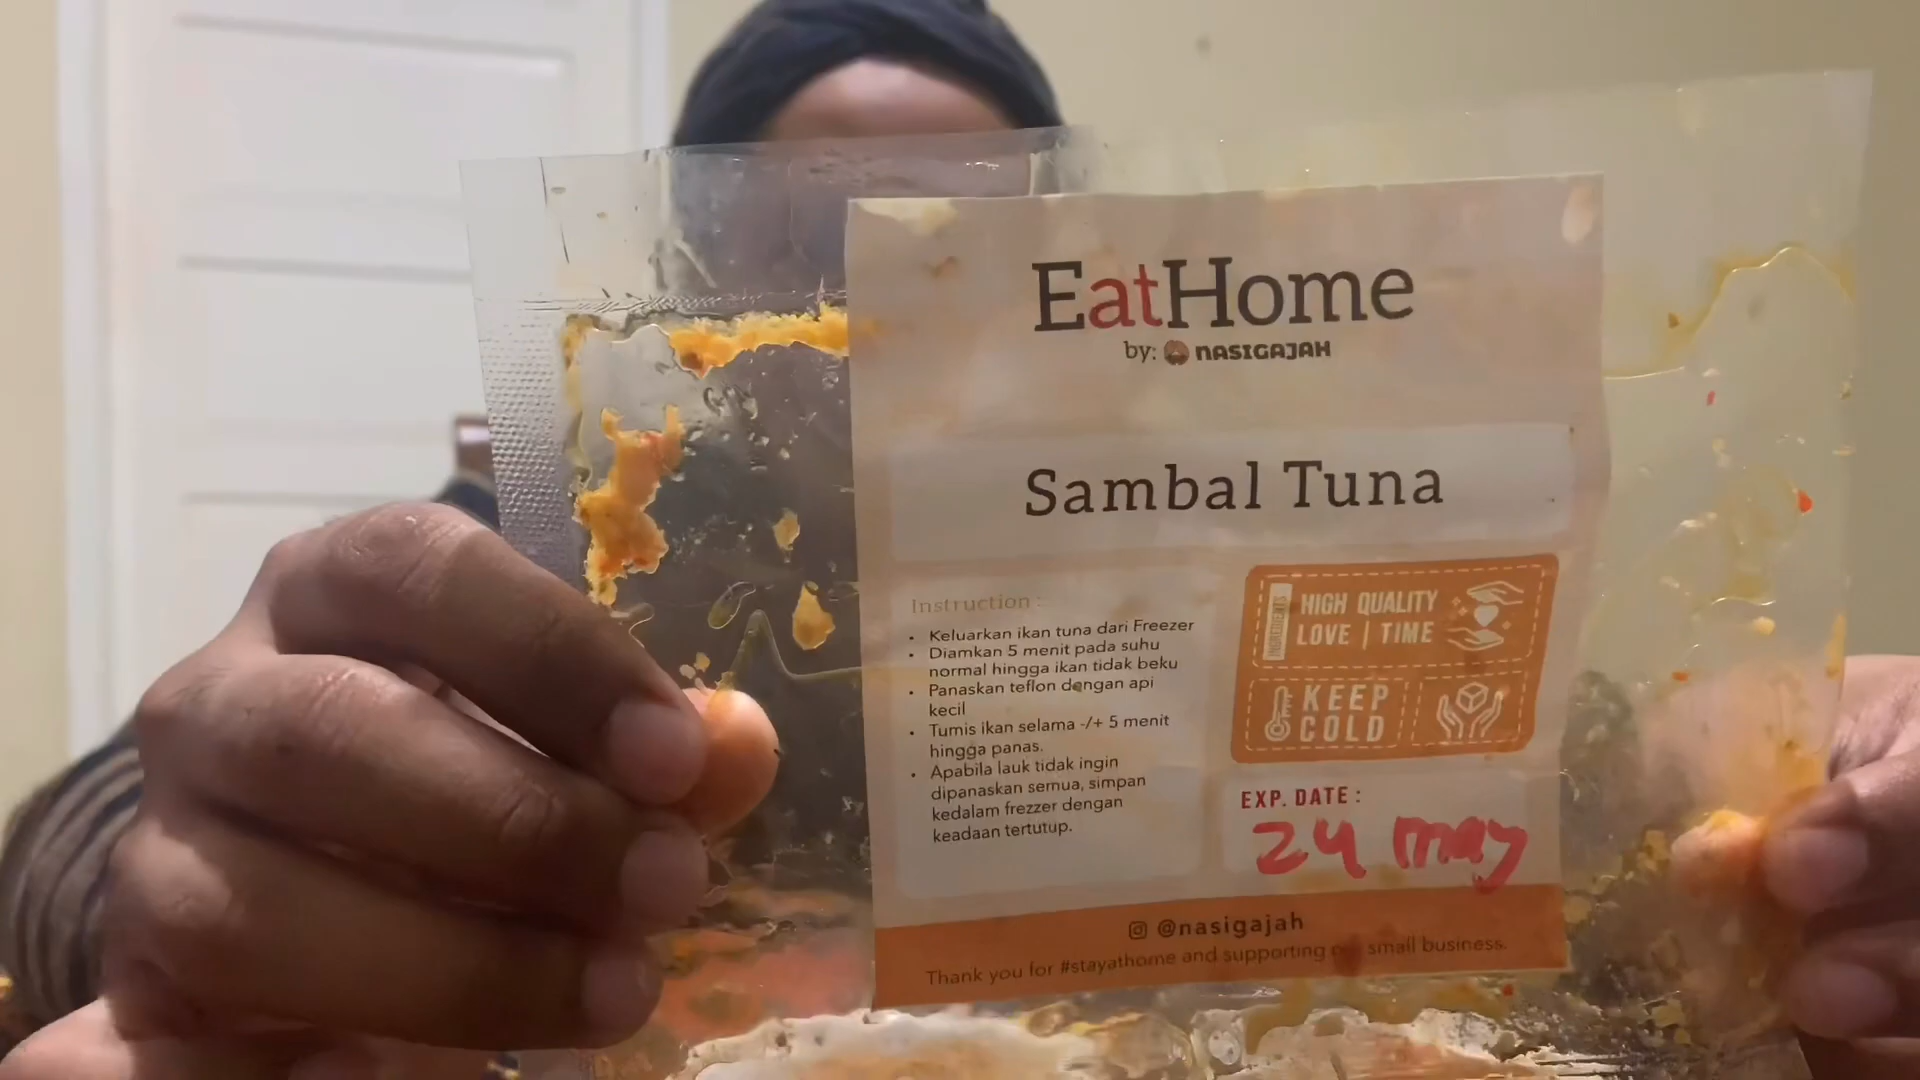 EatHome
by: NASIGAJAH
Sambal Tuna
Instruction :
• Keluarkan ikan tuna dari Freezer
• Diamkan 5 menit pada suhu
normal hingga ikan tidak beku
• Panaskan teflon dengan api
kecil
• Tumis ikan selama -/+ 5 menit
hingga panas.
• Apabila lauk tidak ingin
dipanaskan semua, simpan
kedalam frezzer dengan
keadaan tertutup.
INGREDIENTS
HIGH QUALITY
LOVE | TIME
KEEP
COLD
EXP. DATE :
24 may
@nasigajah
Thank you for #stayathome and supporting small business.